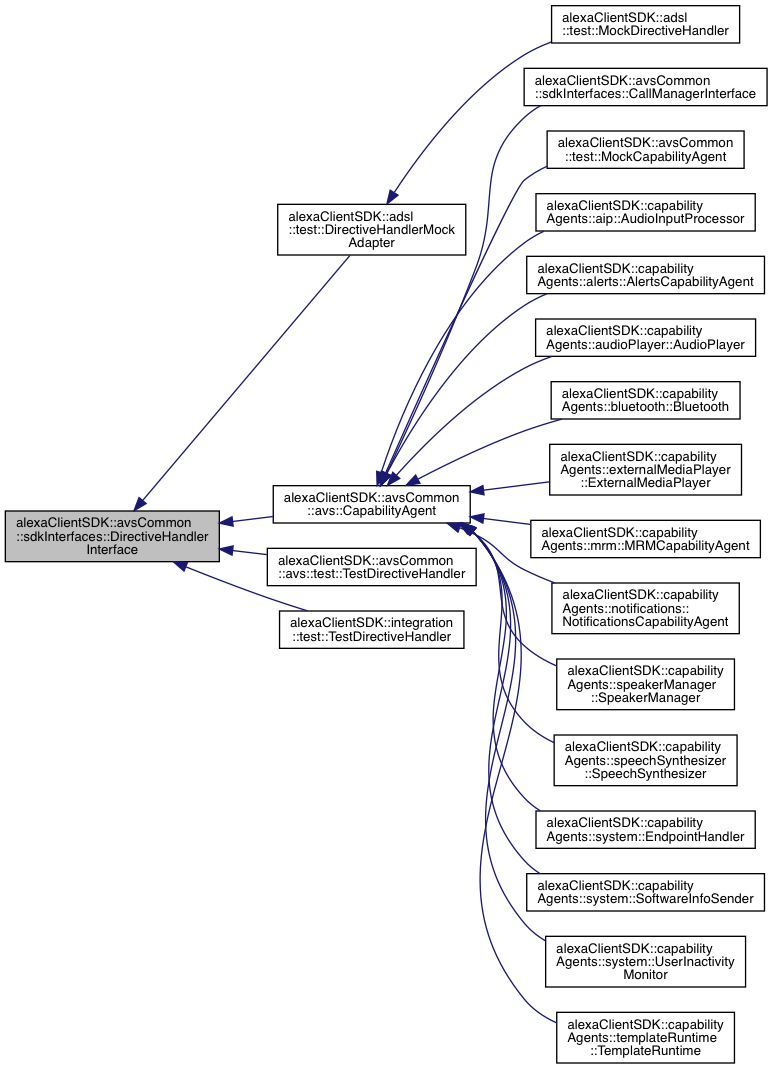 alexaClientSDK::adsl
::test::MockDirectiveHandler
alexaClientSDK::avsCommon
::sdkInterfaces::CallManagerInterface
alexaClientSDK::avsCommon
::test::MockCapabilityAgent
alexaClientSDK::capability
Agents::aip::AudioInputProcessor
alexaClientSDK::adsl
::test::DirectiveHandlerMock
Adapter
alexaClientSDK::capability
Agents::alerts::AlertsCapabilityAgent
alexaClientSDK::capability
Agents::audioPlayer::AudioPlayer
alexaClientSDK::capability
Agents::bluetooth::Bluetooth
alexaClientSDK::capability
Agents::externalMediaPlayer
::ExternalMediaPlayer
alexaClientSDK::avsCommon
::avs::CapabilityAgent
alexaClientSDK::avsCommon
::sdkInterfaces::DirectiveHandler
Interface
alexaClientSDK::capability
Agents::mrm::MRMCapabilityAgent
alexaClientSDK::avsCommon
::avs::test::TestDirectiveHandler
alexaClientSDK::capability
Agents::notifications::
NotificationsCapabilityAgent
alexaClientSDK::integration
::test::TestDirectiveHandler
alexaClientSDK::capability
Agents::speakerManager
::SpeakerManager
alexaClientSDK::capability
Agents::speechSynthesizer
::SpeechSynthesizer
alexaClientSDK::capability
Agents::system::EndpointHandler
alexaClientSDK::capability
Agents::system::SoftwareInfoSender
alexaClientSDK::capability
Agents::system::UserInactivity
Monitor
alexaClientSDK::capability
Agents::templateRuntime
::TemplateRuntime